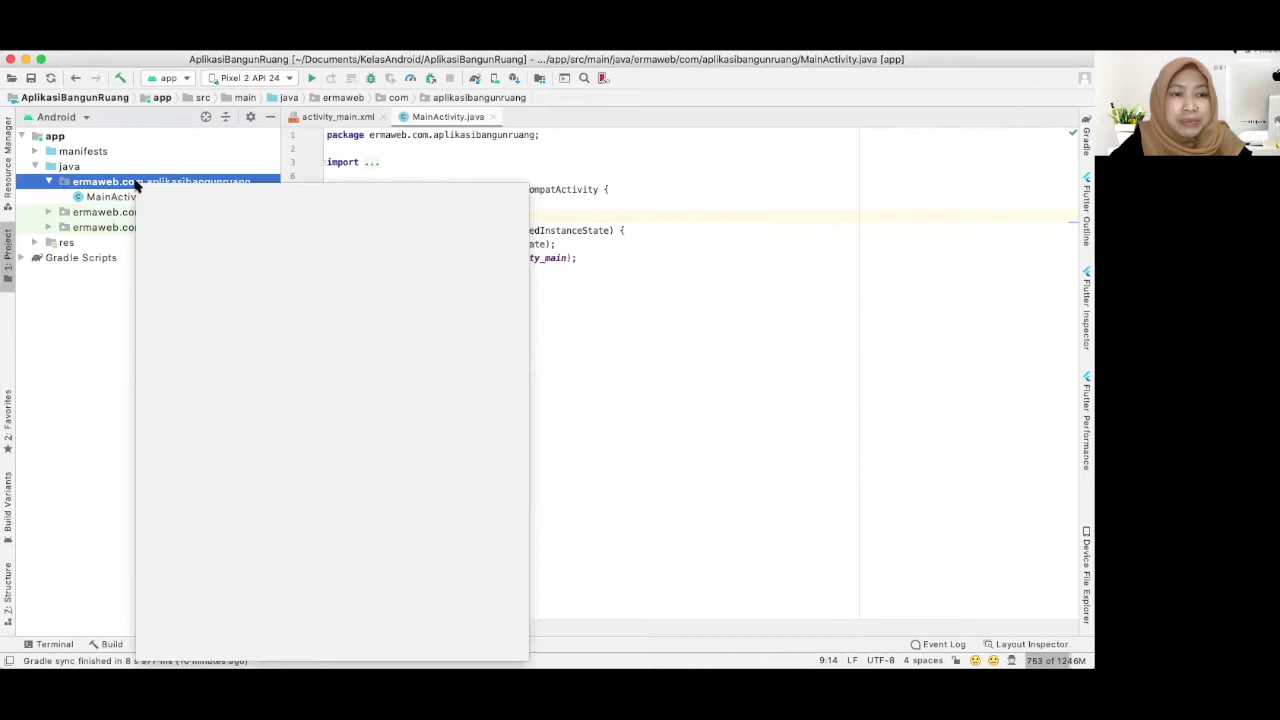 AplikasiBangunRuang [~/Documents/KelasAndroid/AplikasiBangunRuang] - .../app/src/main/java/ermaweb/com/aplikasibangunruang/MainActivity.java [app]
app Pixel 2 API 24
AplikasiBangunRuang app src main java ermaweb com aplikasibangunruang
Android
activity_main.xml MainActivity.java
app
manifests
java
ermaweb.com.aplikasibangunruang
MainActiv
ermaweb.co
ermaweb.co
res
Gradle Scripts
1 package ermaweb.com.aplikasibangunruang;
2
3 import ...
6
ompatActivity {
edInstanceState) {
ate);
ty_main);
Resource Manager
1: Project
2: Favorites
Build Variants
Z: Structure
Gradle
Flutter Outline
Flutter Inspector
Flutter Performance
Device File Explorer
Terminal Build Event Log Layout Inspector
Gradle sync finished in 8 s 977 ms (10 minutes ago) 9:14 LF UTF-8 4 spaces 753 of 1246M